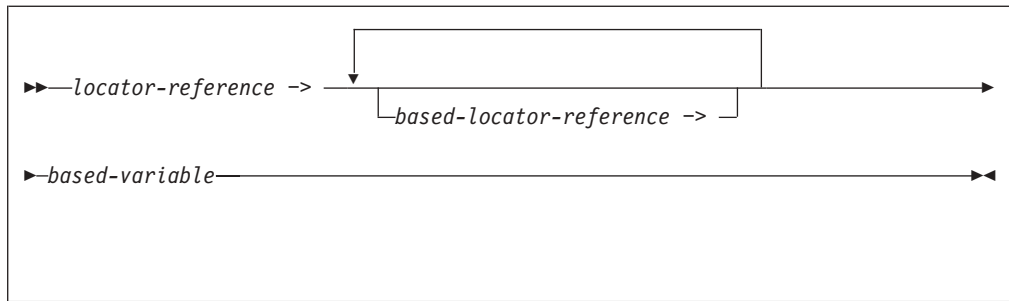 locator-reference ->
based-locator-reference ->
based-variable